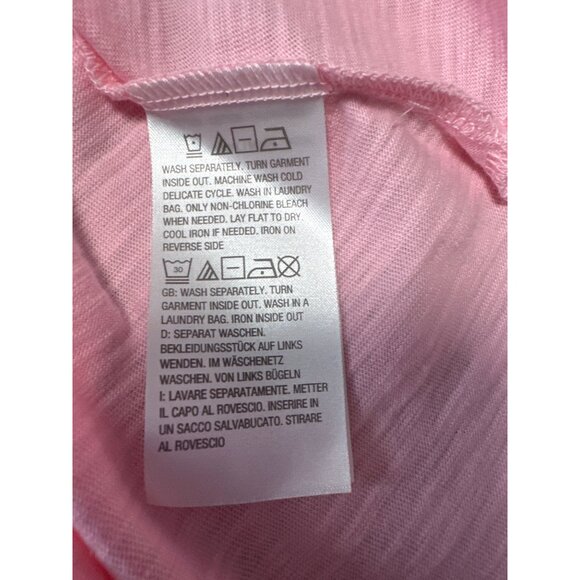 WASH SEPARATELY. TURN GARMENT
INSIDE OUT. MACHINE WASH COLD
DELICATE CYCLE. WASH IN LAUNDRY
BAG. ONLY NON-CHLORINE BLEACH
WHEN NEEDED. LAY FLAT TO DRY.
COOL IRON IF NEEDED. IRON ON
REVERSE SIDE
30
GB: WASH SEPARATELY. TURN
GARMENT INSIDE OUT. WASH IN A
LAUNDRY BAG. IRON INSIDE OUT
D: SEPARAT WASCHEN.
BEKLEIDUNGSSTÜCK AUF LINKS
WENDEN. IM WÄSCHENETZ
WASCHEN. VON LINKS BÜGELN
I: LAVARE SEPARATAMENTE. METTER
IL CAPO AL ROVESCIO. INSERIRE IN
UN SACCO SALVABUCATO. STIRARE
AL ROVESCIO